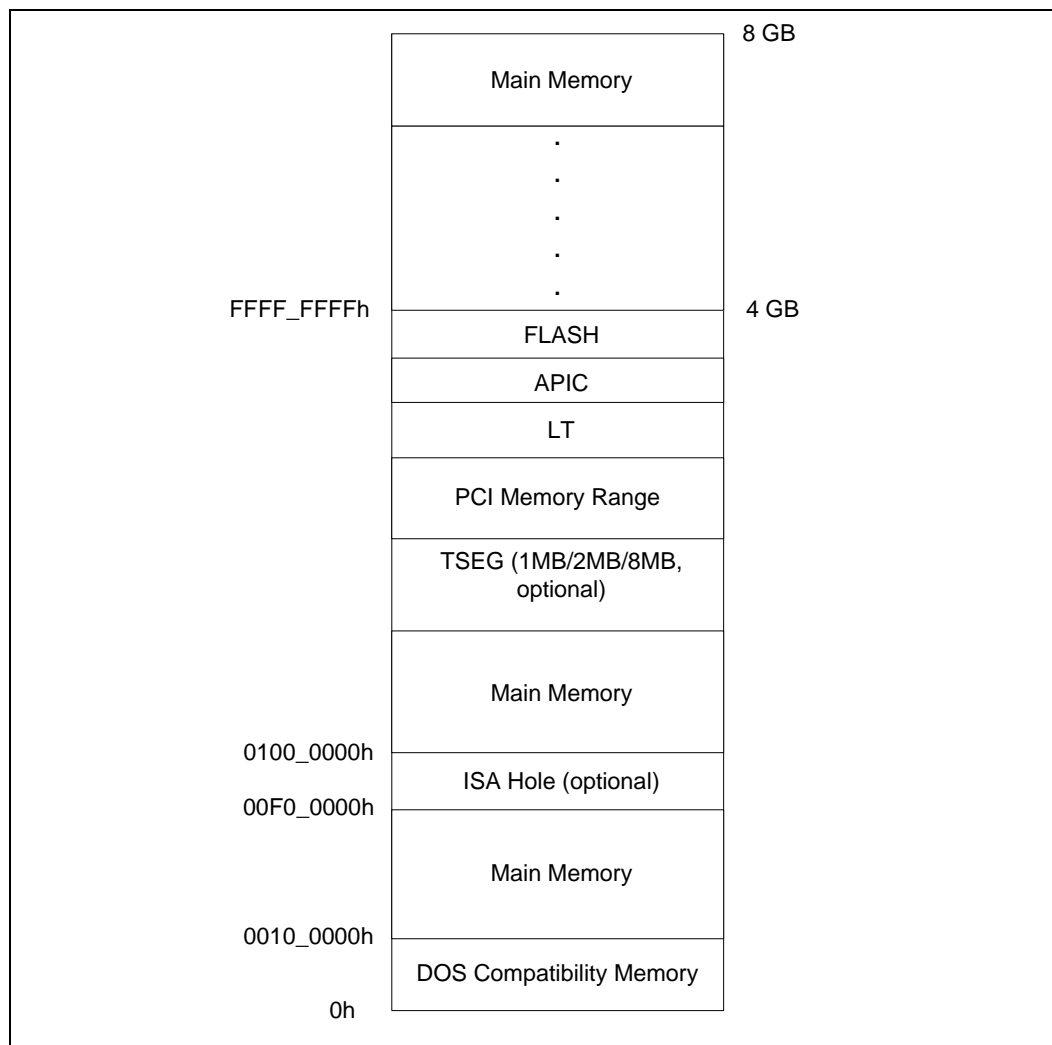 8 GB
Main Memory
.
.
.
.
.
FFFF_FFFFh
4 GB
FLASH
APIC
LT
PCI Memory Range
TSEG (1MB/2MB/8MB,
optional)
Main Memory
0100_0000h
ISA Hole (optional)
00F0_0000h
Main Memory
0010_0000h
DOS Compatibility Memory
0h